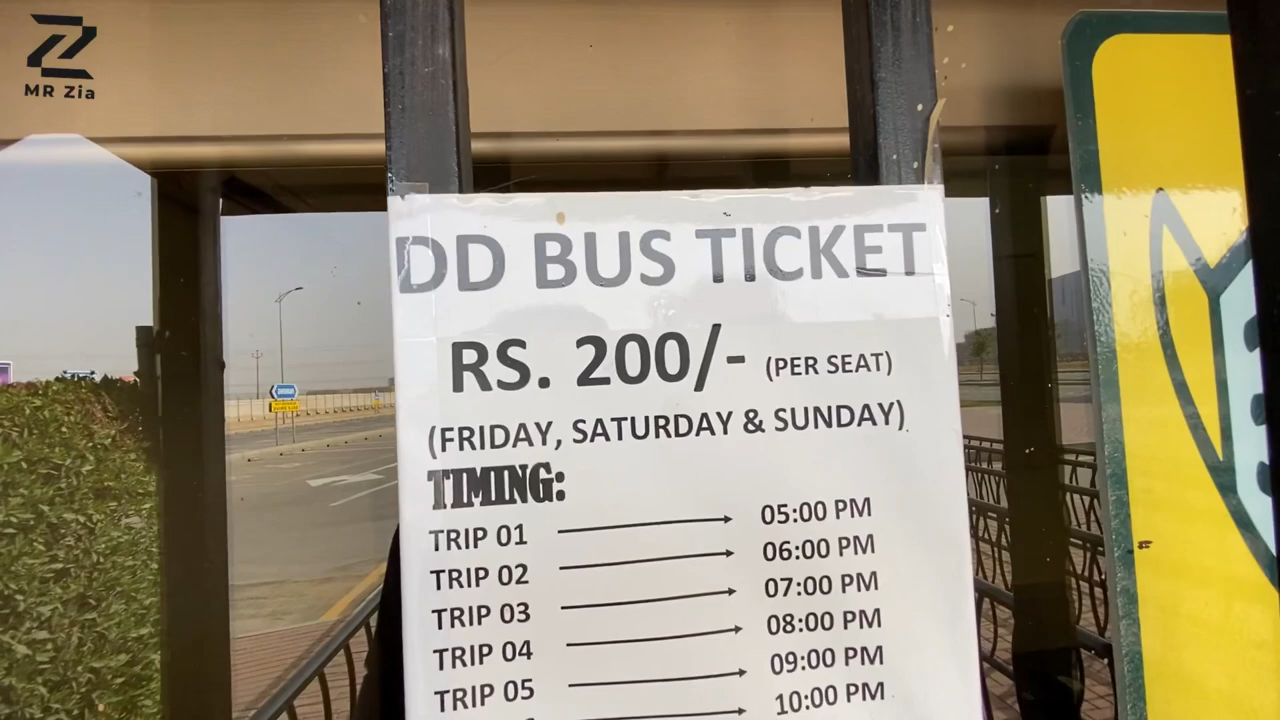 MR Zia
DD BUS TICKET
RS. 200/- (PER SEAT)
(FRIDAY, SATURDAY & SUNDAY)
TIMING:
TRIP 01 → 05:00 PM
TRIP 02 → 06:00 PM
TRIP 03 → 07:00 PM
TRIP 04 → 08:00 PM
TRIP 05 → 09:00 PM
10:00 PM